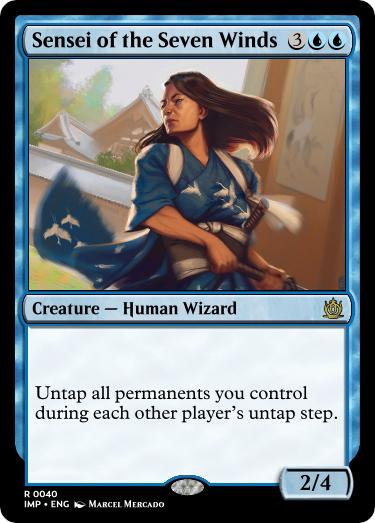 Sensei of the Seven Winds 3
Creature — Human Wizard
Untap all permanents you control
during each other player's untap step.
2/4
R 0040
IMP • ENG Marcel Mercado